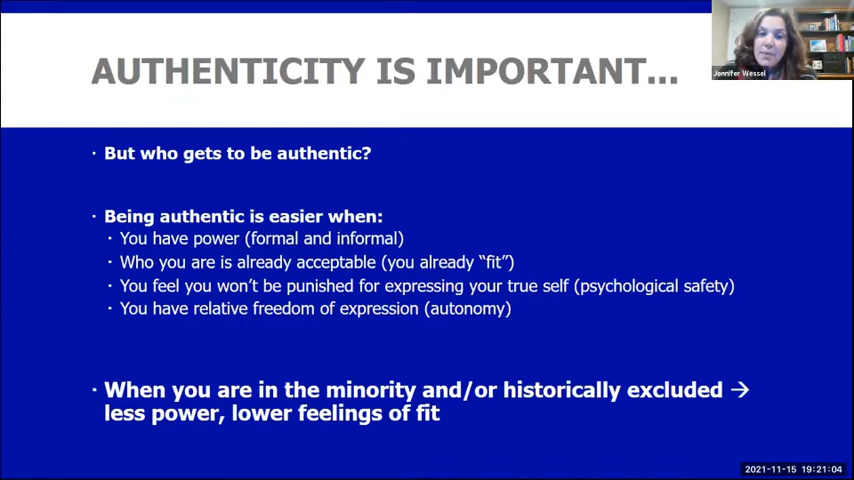 AUTHENTICITY IS IMPORTANT...
Jennifer Wessel
· But who gets to be authentic?
· Being authentic is easier when:
· You have power (formal and informal)
· Who you are is already acceptable (you already “fit”)
· You feel you won’t be punished for expressing your true self (psychological safety)
· You have relative freedom of expression (autonomy)
· When you are in the minority and/or historically excluded →
less power, lower feelings of fit
2021-11-15 19:21:04